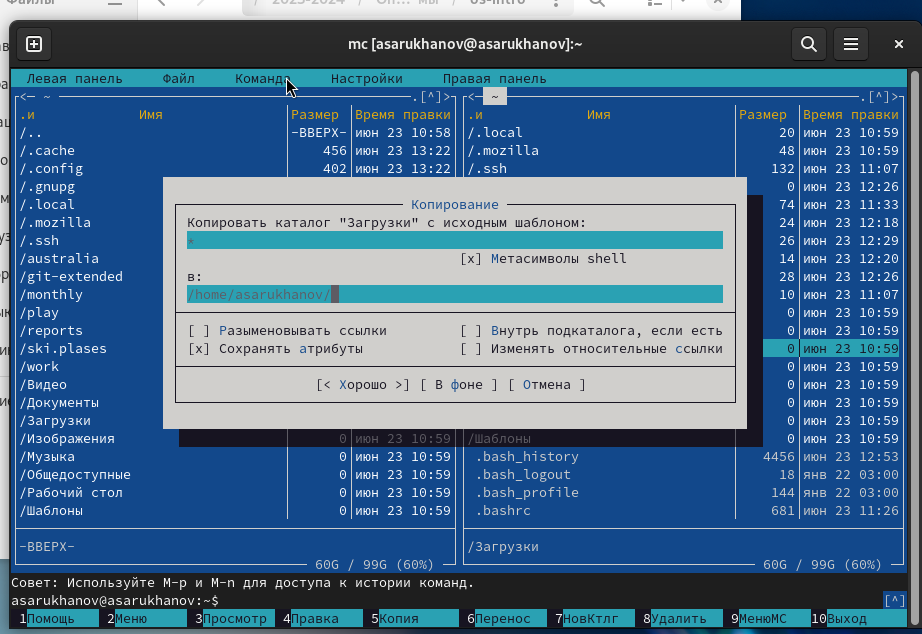 Файлы
2023-2024 / Оп... мы / os-intro
mc [asarukhanov@asarukhanov]:~
Левая панель Файл Команда Настройки Правая панель
<— ~ .[^]> <— ~ .[^]>
.и Имя Размер Время правки .и Имя Размер Время правки
/.. -ВВЕРХ- июн 23 10:58 /.local 20 июн 23 10:59
/.cache 456 июн 23 13:22 /.mozilla 48 июн 23 10:59
/.config 402 июн 23 13:22 /.ssh 132 июн 23 11:07
/.gnupg 0 июн 23 12:26
/.local 74 июн 23 11:33
/.mozilla 24 июн 23 12:18
/.ssh 26 июн 23 12:29
/australia 14 июн 23 12:20
/git-extended 28 июн 23 12:26
/monthly 10 июн 23 11:07
/play 0 июн 23 10:59
/reports 0 июн 23 10:59
/ski.plases 0 июн 23 10:59
/work 0 июн 23 10:59
/Видео 0 июн 23 10:59
/Документы 0 июн 23 10:59
/Загрузки 0 июн 23 10:59
Копирование
Копировать каталог "Загрузки" с исходным шаблоном:
*
[x] Метасимволы shell
в:
/home/asarukhanov/
[ ] Разыменовывать ссылки [ ] Внутрь подкаталога, если есть
[x] Сохранять атрибуты [ ] Изменять относительные ссылки
[< Хорошо >] [ В фоне ] [ Отмена ]
/Изображения 0 июн 23 10:59 /Шаблоны 0 июн 23 10:59
/Музыка 0 июн 23 10:59 .bash_history 4456 июн 23 12:53
/Общедоступные 0 июн 23 10:59 .bash_logout 18 янв 22 03:00
/Рабочий стол 0 июн 23 10:59 .bash_profile 144 янв 22 03:00
/Шаблоны 0 июн 23 10:59 .bashrc 681 июн 23 11:26
-ВВЕРХ- /Загрузки
60G / 99G (60%) 60G / 99G (60%)
Совет: Используйте M-p и M-n для доступа к истории команд.
asarukhanov@asarukhanov:~$ [^]
1Помощь 2Меню 3Просмотр 4Правка 5Копия 6Перенос 7НовКтлг 8Удалить 9МенюMC 10Выход